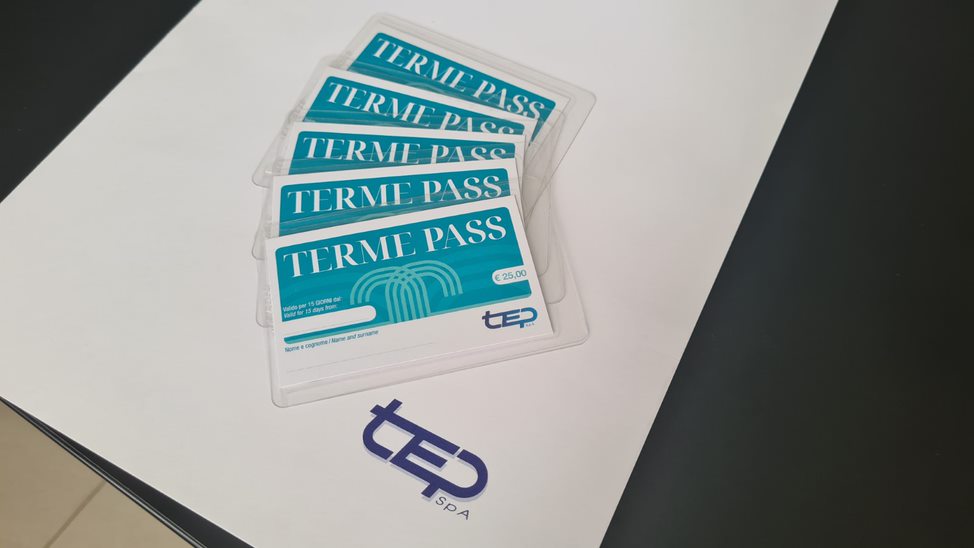 TERME PASS
TERME PASS
TERME PASS
TERME PASS
TERME PASS
€ 25,00
Valido per 15 GIORNI dal:
Valid for 15 days from:
tEP
S.p.A.
Nome e cognome / Name and surname
tEP
SpA